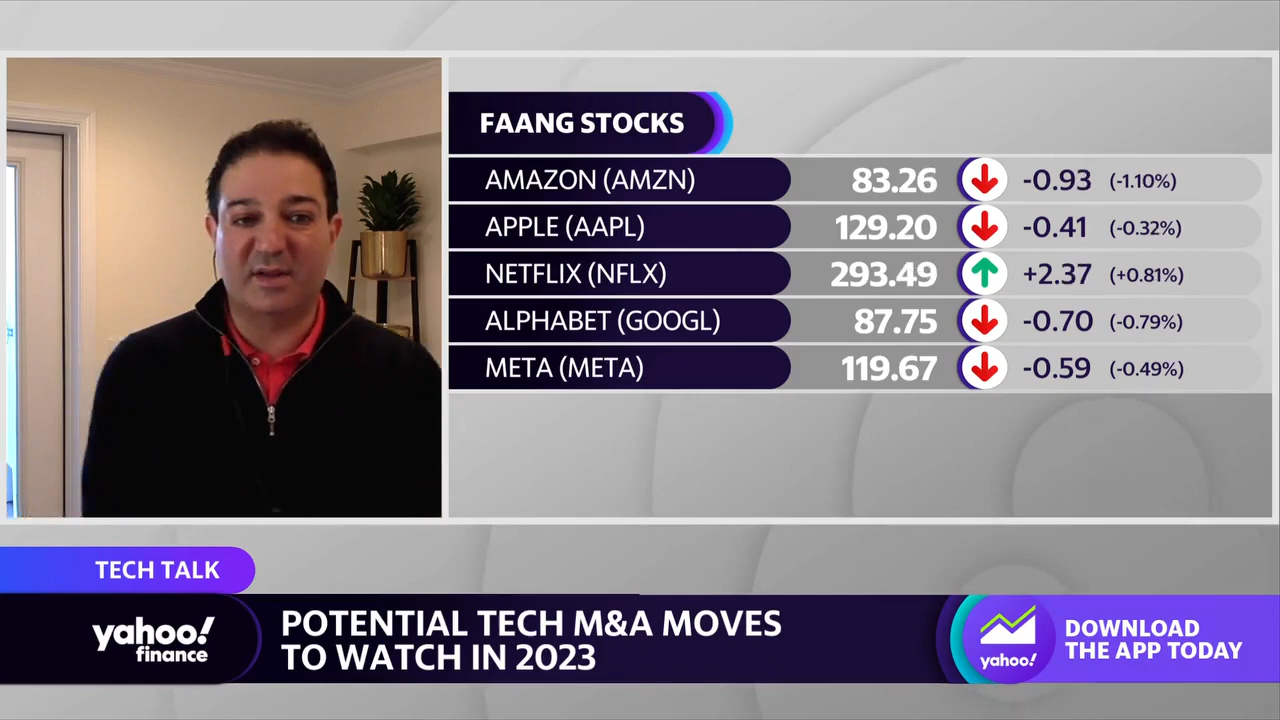 FAANG STOCKS
AMAZON (AMZN) 83.26 -0.93 (-1.10%)
APPLE (AAPL) 129.20 -0.41 (-0.32%)
NETFLIX (NFLX) 293.49 +2.37 (+0.81%)
ALPHABET (GOOGL) 87.75 -0.70 (-0.79%)
META (META) 119.67 -0.59 (-0.49%)
TECH TALK
yahoo!
finance
POTENTIAL TECH M&A MOVES
TO WATCH IN 2023
yahoo!
DOWNLOAD
THE APP TODAY